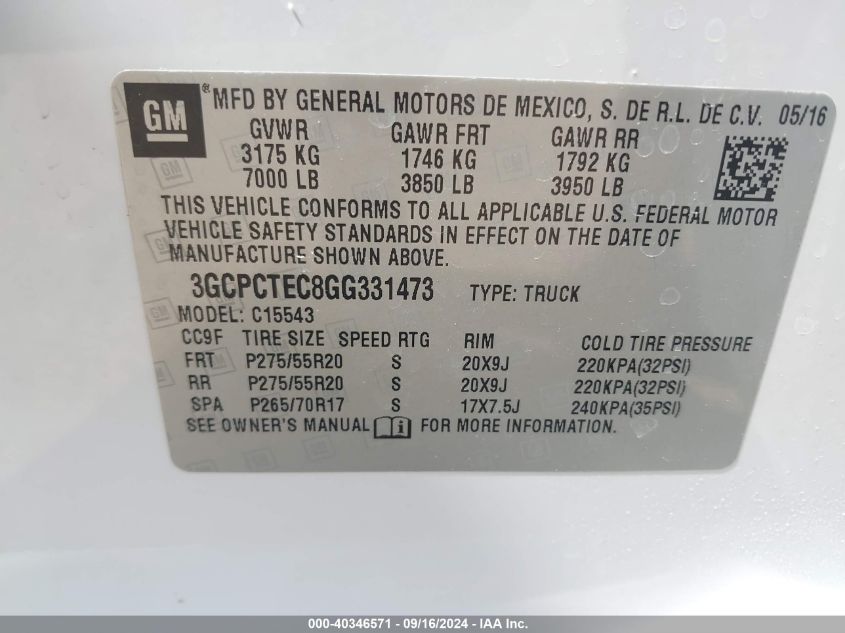 GM ® MFD BY GENERAL MOTORS DE MEXICO, S. DE R.L. DE C.V. 05/16
GVWR GAWR FRT GAWR RR
3175 KG 1746 KG 1792 KG
7000 LB 3850 LB 3950 LB
THIS VEHICLE CONFORMS TO ALL APPLICABLE U.S. FEDERAL MOTOR
VEHICLE SAFETY STANDARDS IN EFFECT ON THE DATE OF
MANUFACTURE SHOWN ABOVE.
3GCPCTEC8GG331473 TYPE: TRUCK
MODEL: C15543
CC9F TIRE SIZE SPEED RTG RIM COLD TIRE PRESSURE
FRT P275/55R20 S 20X9J 220KPA(32PSI)
RR P275/55R20 S 20X9J 220KPA(32PSI)
SPA P265/70R17 S 17X7.5J 240KPA(35PSI)
SEE OWNER'S MANUAL i FOR MORE INFORMATION.
000-40346571 - 09/16/2024 - IAA Inc.